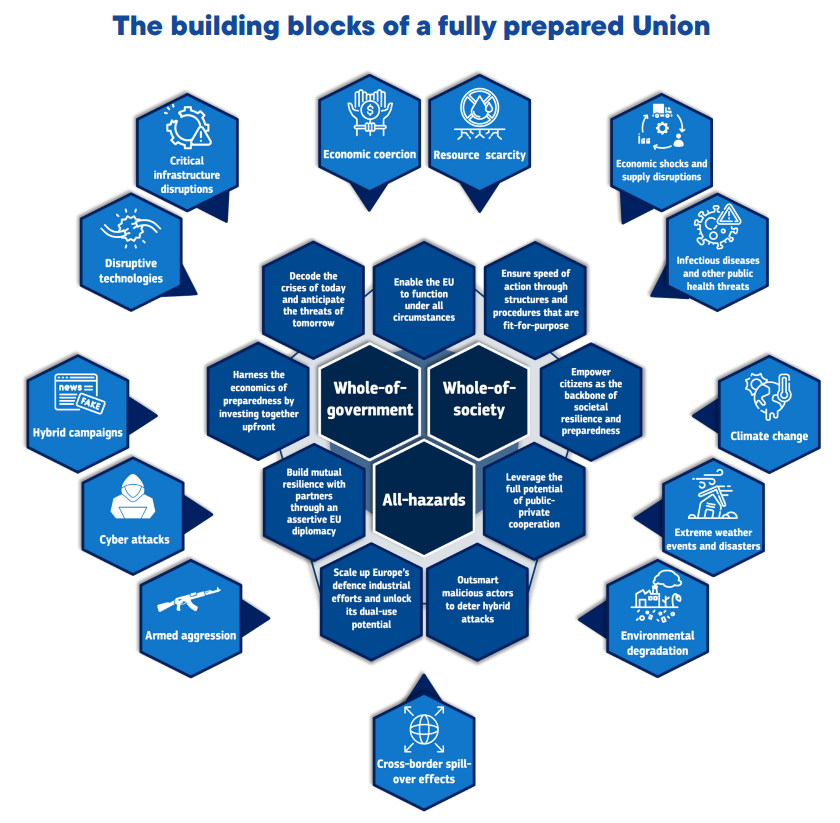 The building blocks of a fully prepared Union
Critical
infrastructure
disruptions
Disruptive
technologies
Economic coercion
Resource scarcity
Economic shocks and
supply disruptions
Infectious diseases
and other public
health threats
Decode the
crises of today
and anticipate
the threats of
tomorrow
Enable the EU
to function
under all
circumstances
Ensure speed of
action through
structures and
procedures that are
fit-for-purpose
Harness the
economics of
preparedness by
investing together
upfront
Whole-of-
government
Whole-of-
society
Empower
citizens as the
backbone of
societal
resilience and
preparedness
news
FAKE
Hybrid campaigns
Climate change
Build mutual
resilience with
partners
through an
assertive EU
diplomacy
All-hazards
Leverage the
full potential
of public-
private
cooperation
Cyber attacks
Extreme weather
events and disasters
Scale up Europe's
defence industrial
efforts and unlock
its dual-use
potential
Outsmart
malicious actors
to deter hybrid
attacks
Armed aggression
Environmental
degradation
$
Cross-border spill-
over effects